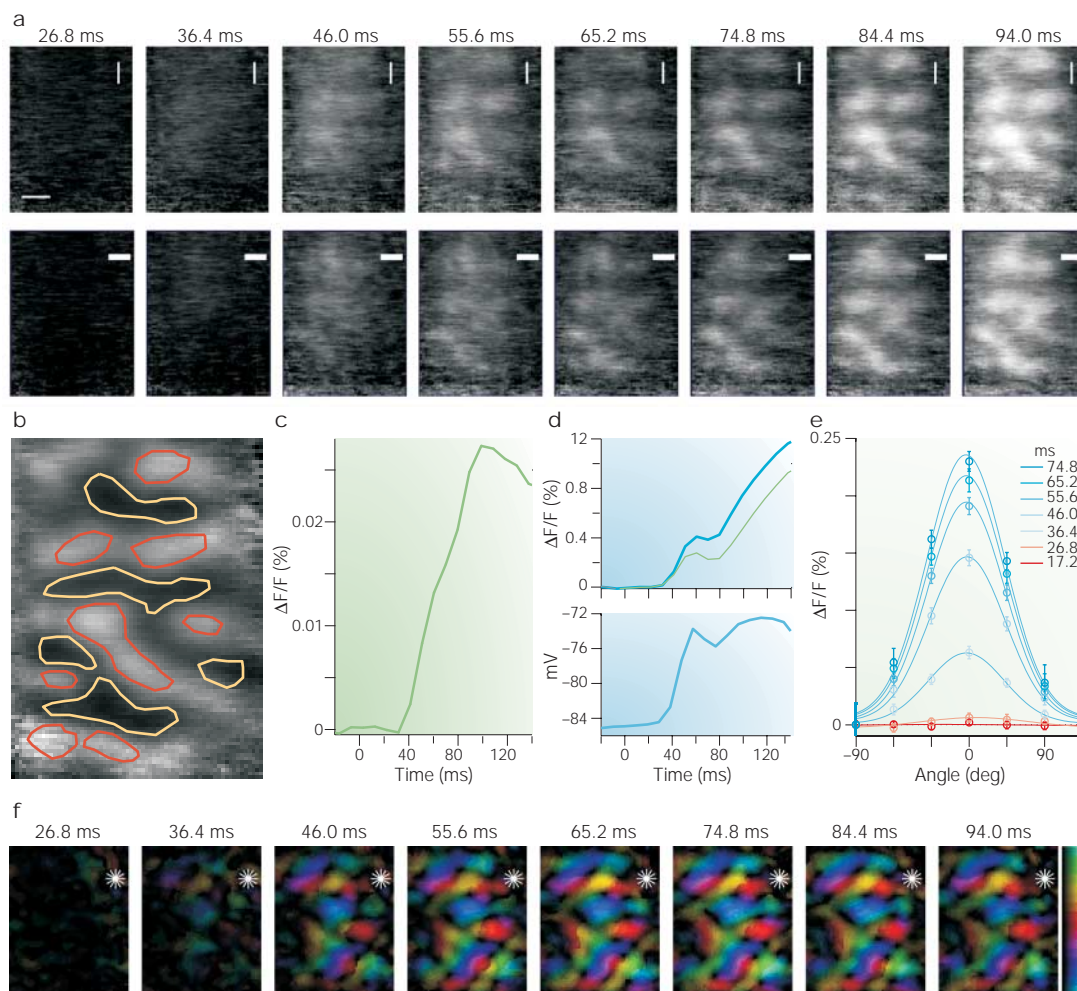 a
26.8 ms 36.4 ms 46.0 ms 55.6 ms 65.2 ms 74.8 ms 84.4 ms 94.0 ms
b
c
ΔF/F (%)
0.02
0.01
0
0 40 80 120
Time (ms)
d
ΔF/F (%)
12
0.8
0.4
0
mV
–72
–76
–80
–84
0 40 80 120
Time (ms)
e
ΔF/F (%)
0.25
0
–90 0 90
Angle (deg)
ms
74.8
65.2
55.6
46.0
36.4
26.8
17.2
f
26.8 ms 36.4 ms 46.0 ms 55.6 ms 65.2 ms 74.8 ms 84.4 ms 94.0 ms